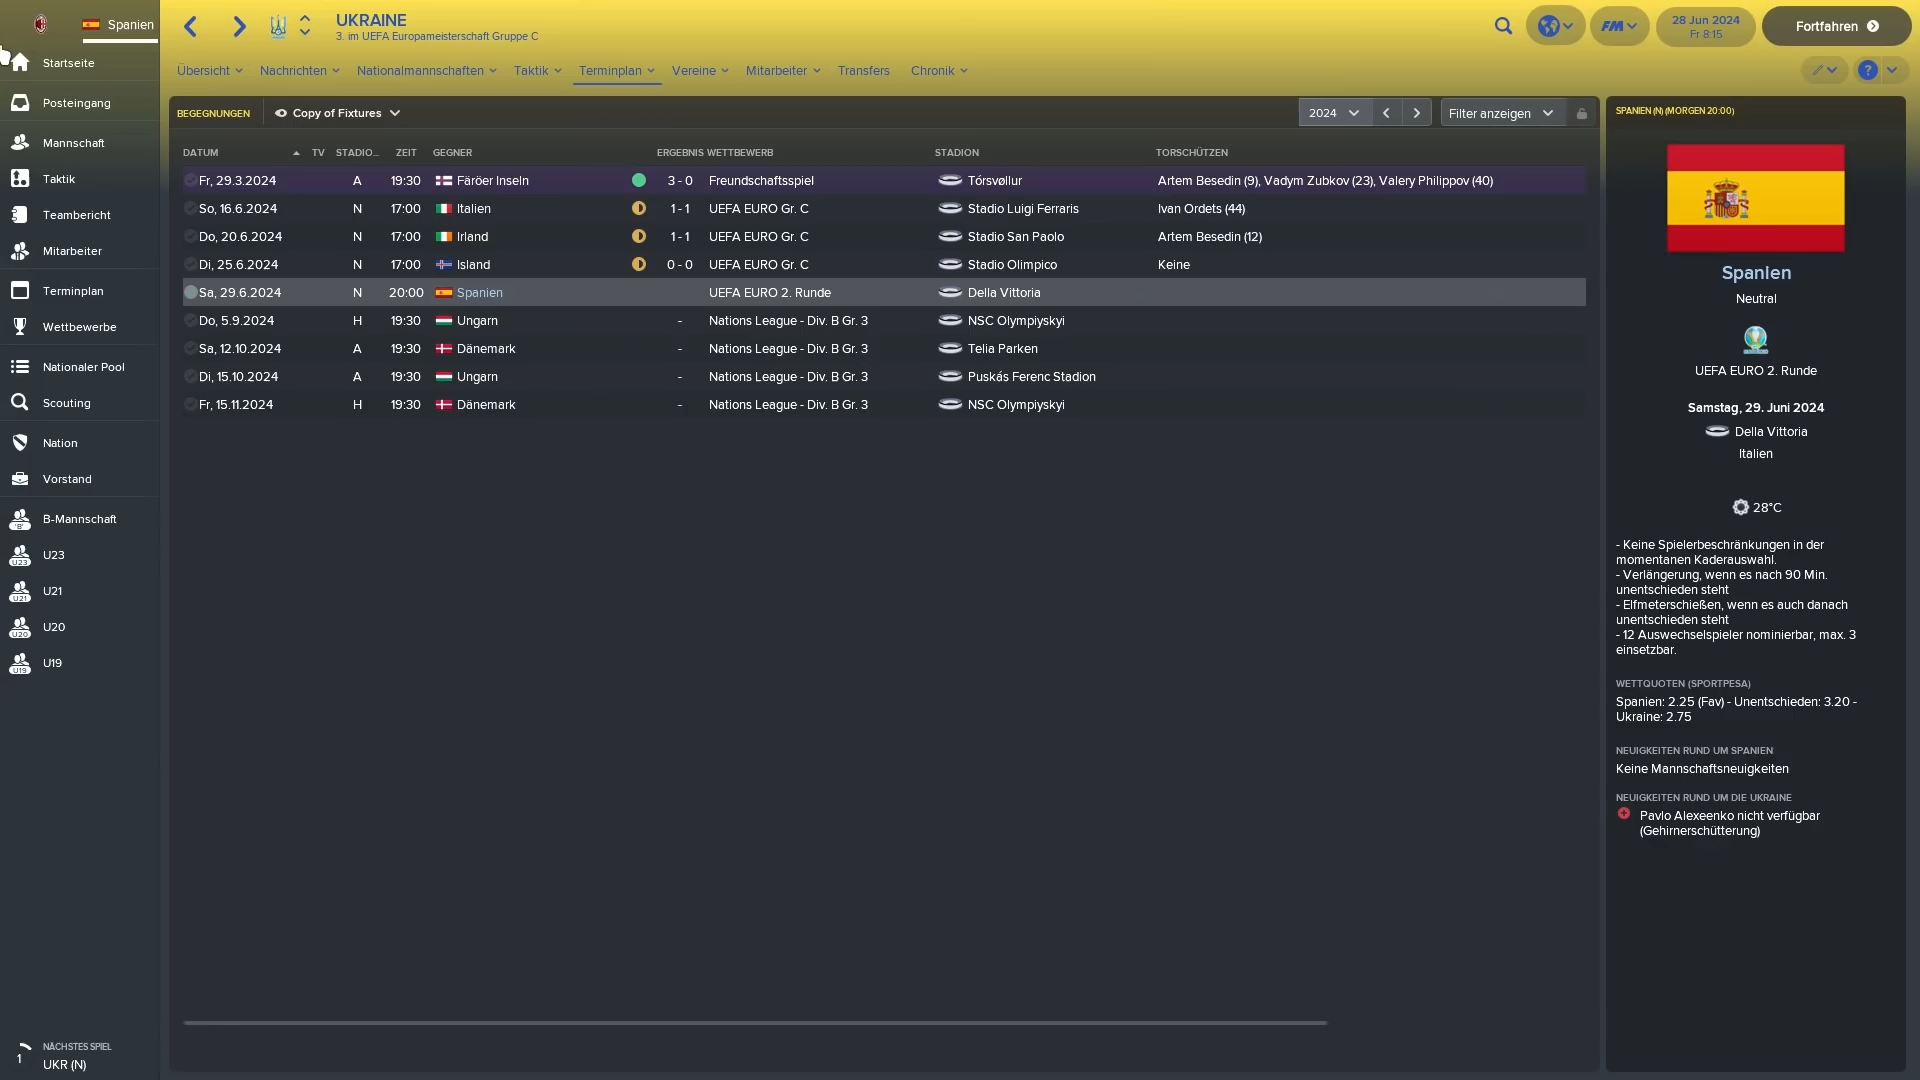 Spanien
UKRAINE
3. im UEFA Europameisterschaft Gruppe C
FM
28 Jun 2024
Fr 8:15
Fortfahren
Übersicht
Nachrichten
Nationalmannschaften
Taktik
Terminplan
Vereine
Mitarbeiter
Transfers
Chronik
?
Startseite
Posteingang
Mannschaft
Taktik
Teambericht
Mitarbeiter
Terminplan
Wettbewerbe
Nationaler Pool
Scouting
Nation
Vorstand
'B' B-Mannschaft
U23 U23
U21 U21
U20 U20
U19 U19
1
NÄCHSTES SPIEL
UKR (N)
BEGEGNUNGEN Copy of Fixtures 2024 Filter anzeigen
DATUM TV STADIO... ZEIT GEGNER ERGEBNIS WETTBEWERB STADION TORSCHÜTZEN
Fr, 29.3.2024 A 19:30 Färöer Inseln 3 - 0 Freundschaftsspiel Tórsvøllur Artem Besedin (9), Vadym Zubkov (23), Valery Philippov (40)
So, 16.6.2024 N 17:00 Italien 1 - 1 UEFA EURO Gr. C Stadio Luigi Ferraris Ivan Ordets (44)
Do, 20.6.2024 N 17:00 Irland 1 - 1 UEFA EURO Gr. C Stadio San Paolo Artem Besedin (12)
Di, 25.6.2024 N 17:00 Island 0 - 0 UEFA EURO Gr. C Stadio Olimpico Keine
Sa, 29.6.2024 N 20:00 Spanien UEFA EURO 2. Runde Della Vittoria
Do, 5.9.2024 H 19:30 Ungarn - Nations League - Div. B Gr. 3 NSC Olympiyskyi
Sa, 12.10.2024 A 19:30 Dänemark - Nations League - Div. B Gr. 3 Telia Parken
Di, 15.10.2024 A 19:30 Ungarn - Nations League - Div. B Gr. 3 Puskás Ferenc Stadion
Fr, 15.11.2024 H 19:30 Dänemark - Nations League - Div. B Gr. 3 NSC Olympiyskyi
SPANIEN (N) (MORGEN 20:00)
Spanien
Neutral
UEFA EURO 2. Runde
Samstag, 29. Juni 2024
Della Vittoria
Italien
28°C
- Keine Spielerbeschränkungen in der
momentanen Kaderauswahl.
- Verlängerung, wenn es nach 90 Min.
unentschieden steht
- Elfmeterschießen, wenn es auch danach
unentschieden steht
- 12 Auswechselspieler nominierbar, max. 3
einsetzbar.
WETTQUOTEN (SPORTPESA)
Spanien: 2.25 (Fav) - Unentschieden: 3.20 -
Ukraine: 2.75
NEUIGKEITEN RUND UM SPANIEN
Keine Mannschaftsneuigkeiten
NEUIGKEITEN RUND UM DIE UKRAINE
Pavlo Alexeenko nicht verfügbar
(Gehirnerschütterung)